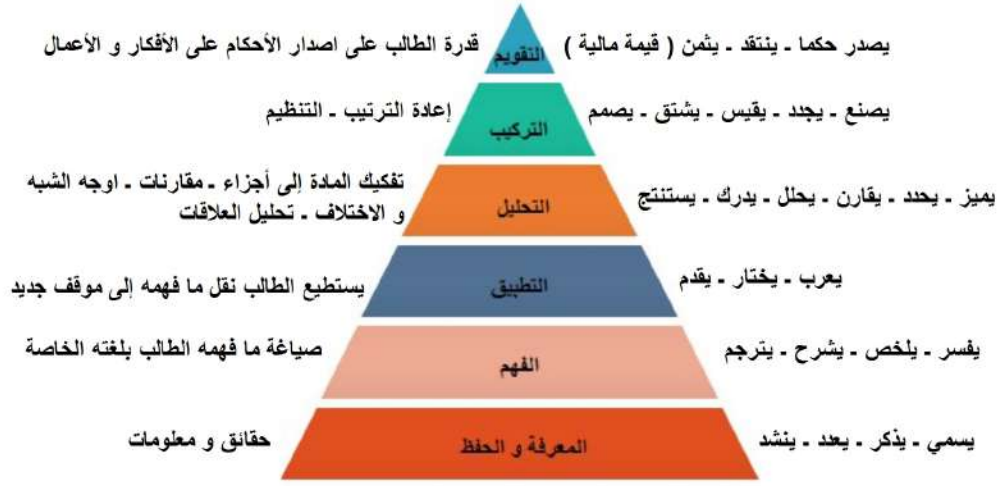 يصدر حكما - ينتقد - يثمن ( قيمة مالية )
التقويم
قدرة الطالب على اصدار الأحكام على الأفكار و الأعمال
يصنع - يجدد - يقيس - يشتق - يصمم
التركيب
إعادة الترتيب - التنظيم
يميز - يحدد - يقارن - يحلل - يدرك - يستنتج
التحليل
تفكيك المادة إلى أجزاء - مقارنات - اوجه الشبه
و الاختلاف - تحليل العلاقات
يعرب - يختار - يقدم
التطبيق
يستطيع الطالب نقل ما فهمه إلى موقف جديد
يفسر - يلخص - يشرح - يترجم
الفهم
صياغة ما فهمه الطالب بلغته الخاصة
يسمي - يذكر - يعدد - ينشد
المعرفة و الحفظ
حقائق و معلومات